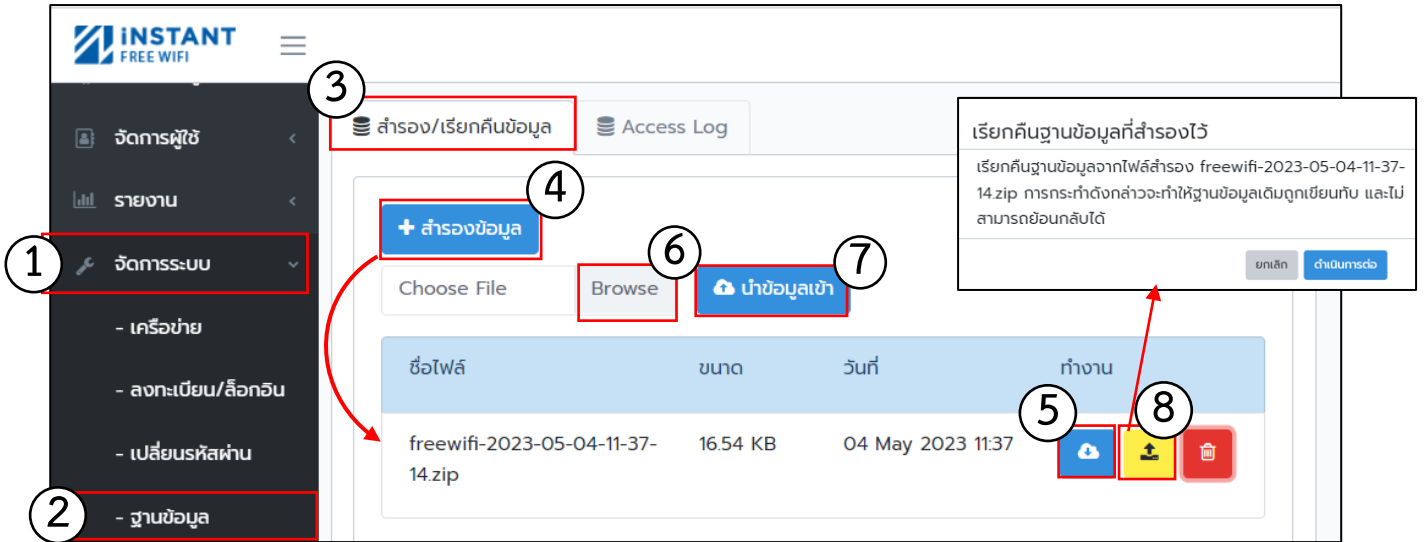 iNSTANT
FREE WIFI
จัดการผู้ใช้
รายงาน
1
จัดการระบบ
- เครือข่าย
- ลงทะเบียน/ล็อกอิน
- เปลี่ยนรหัสผ่าน
2
- ฐานข้อมูล
3
สำรอง/เรียกคืนข้อมูล
Access Log
4
+ สำรองข้อมูล
6
7
Choose File
Browse
นำข้อมูลเข้า
ชื่อไฟล์
ขนาด
วันที่
ทำงาน
5
8
freewifi-2023-05-04-11-37-
14.zip
16.54 KB
04 May 2023 11:37
เรียกคืนฐานข้อมูลที่สำรองไว้
เรียกคืนฐานข้อมูลจากไฟล์สำรอง freewifi-2023-05-04-11-37-
14.zip การกระทำดังกล่าวจะทำให้ฐานข้อมูลเดิมถูกเขียนทับ และไม่
สามารถย้อนกลับได้
ยกเลิก
ดำเนินการต่อ